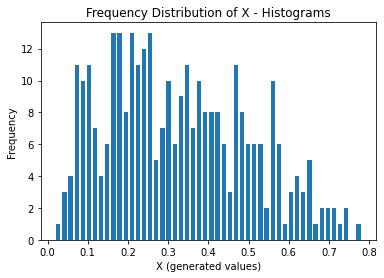 Frequency Distribution of X - Histograms
Frequency
12
10
8
6
4
2
0
0.0 0.1 0.2 0.3 0.4 0.5 0.6 0.7 0.8
X (generated values)